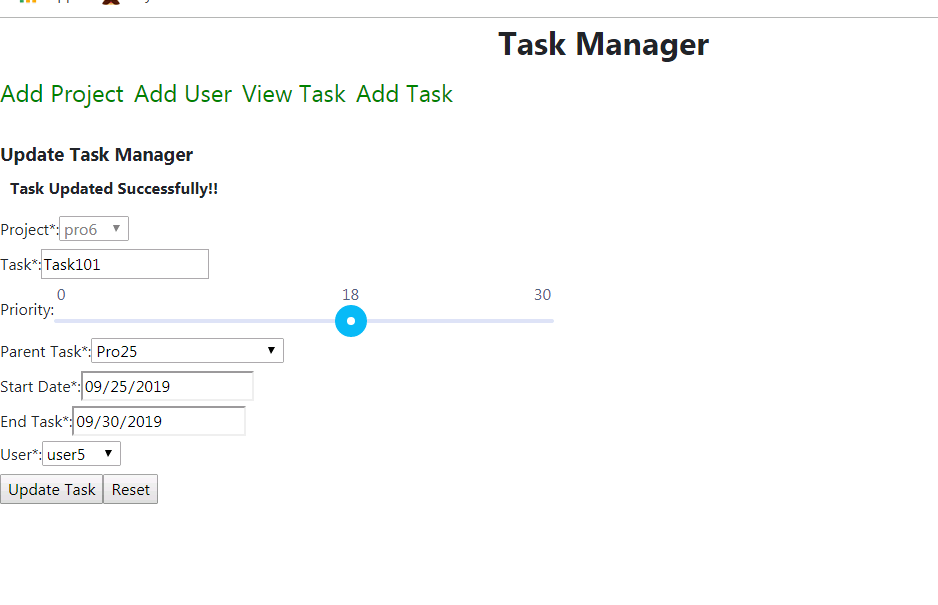 Task Manager
Add Project Add User View Task Add Task
Update Task Manager
Task Updated Successfully!!
Project*: pro6
Task*: Task101
0 18 30
Priority:
Parent Task*: Pro25
Start Date*: 09/25/2019
End Task*: 09/30/2019
User*: user5
Update Task Reset